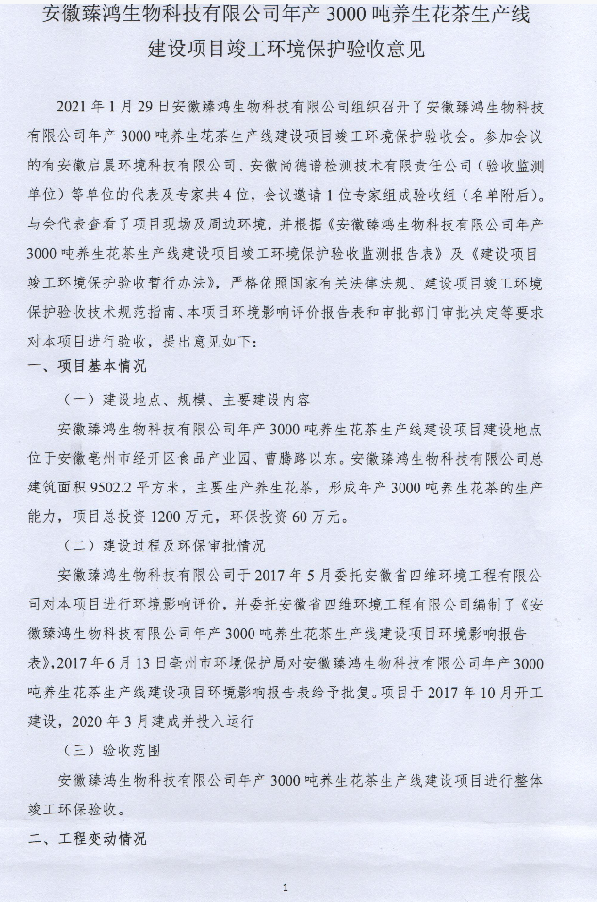 安徽臻鸿生物科技有限公司年产 3000 吨养生花茶生产线
建设项目竣工环境保护验收意见
2021 年 1 月 29 日安徽臻鸿生物科技有限公司组织召开了安徽臻鸿生物科技
有限公司年产 3000 吨养生花茶生产线建设项目竣工环境保护验收会。参加会议
的有安徽启晨环境科技有限公司、安徽尚德谱检测技术有限责任公司（验收监测
单位）等单位的代表及专家共 4 位，会议邀请 1 位专家组成验收组（名单附后）。
与会代表查看了项目现场及周边环境，并根据《安徽臻鸿生物科技有限公司年产
3000 吨养生花茶生产线建设项目竣工环境保护验收监测报告表》及《建设项目
竣工环境保护验收暂行办法》，严格依照国家有关法律法规、建设项目竣工环境
保护验收技术规范指南、本项目环境影响评价报告表和审批部门审批决定等要求
对本项目进行验收，提出意见如下：
一、项目基本情况
（一）建设地点、规模、主要建设内容
安徽臻鸿生物科技有限公司年产 3000 吨养生花茶生产线建设项目建设地点
位于安徽亳州市经开区食品产业园、曹腾路以东。安徽臻鸿生物科技有限公司总
建筑面积 9502.2 平方米，主要生产养生花茶，形成年产 3000 吨养生花茶的生产
能力，项目总投资 1200 万元，环保投资 60 万元。
（二）建设过程及环保审批情况
安徽臻鸿生物科技有限公司于 2017 年 5 月委托安徽省四维环境工程有限公
司对本项目进行环境影响评价，并委托安徽省四维环境工程有限公司编制了《安
徽臻鸿生物科技有限公司年产 3000 吨养生花茶生产线建设项目环境影响报告
表》，2017 年 6 月 13 日亳州市环境保护局对安徽臻鸿生物科技有限公司年产 3000
吨养生花茶生产线建设项目环境影响报告表给予批复。项目于 2017 年 10 月开工
建设，2020 年 3 月建成并投入运行
（三）验收范围
安徽臻鸿生物科技有限公司年产 3000 吨养生花茶生产线建设项目进行整体
竣工环保验收。
二、工程变动情况
1